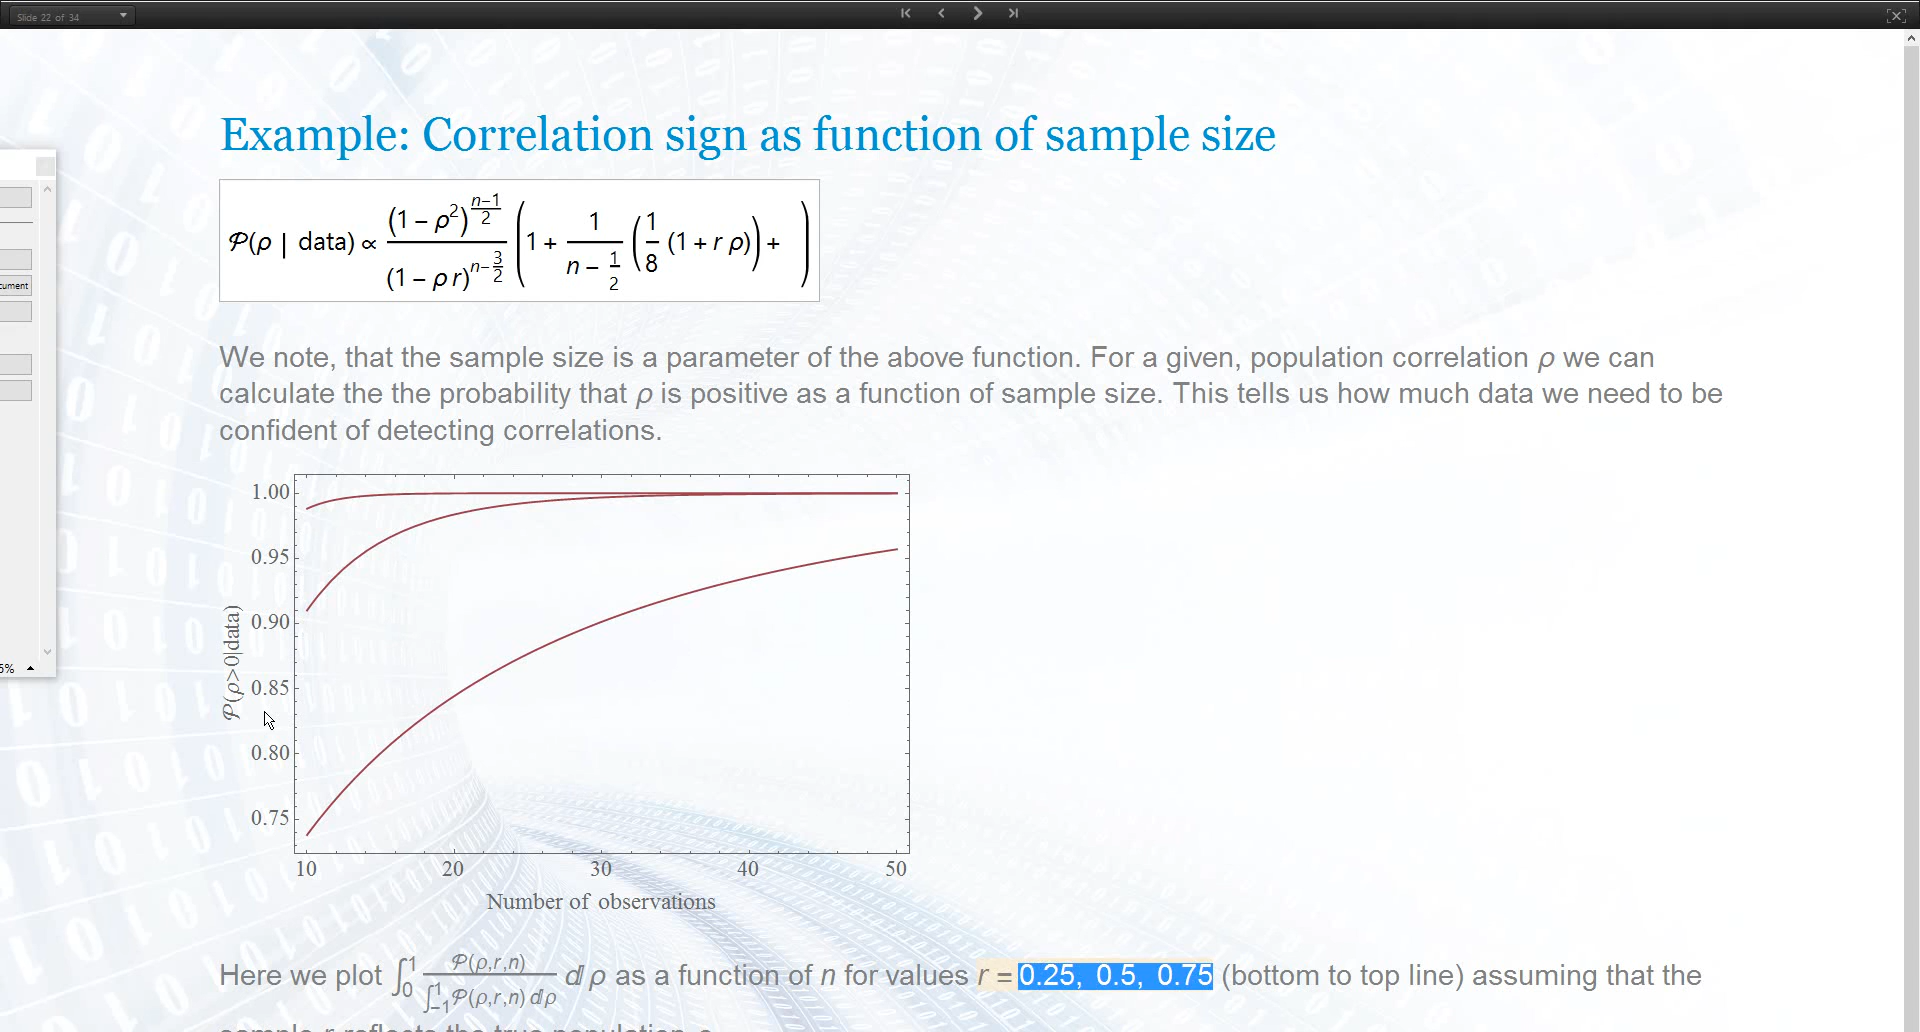 Slide 22 of 34
Example: Correlation sign as function of sample size
𝒫(ρ | data) ∝ (1 – ρ²)^((n–1)/2) / (1 – ρ r)^(n–3/2) (1 + 1/(n – 1/2) (1/8 (1 + r ρ)) + )
cument
We note, that the sample size is a parameter of the above function. For a given, population correlation ρ we can
calculate the the probability that ρ is positive as a function of sample size. This tells us how much data we need to be
confident of detecting correlations.
1.00
0.95
0.90
0.85
0.80
0.75
𝒫(ρ>0|data)
5%
10 20 30 40 50
Number of observations
Here we plot ∫₀¹ 𝒫(ρ,r,n) / ∫₋₁¹ 𝒫(ρ,r,n) ⅆρ ⅆρ as a function of n for values r = 0.25, 0.5, 0.75 (bottom to top line) assuming that the